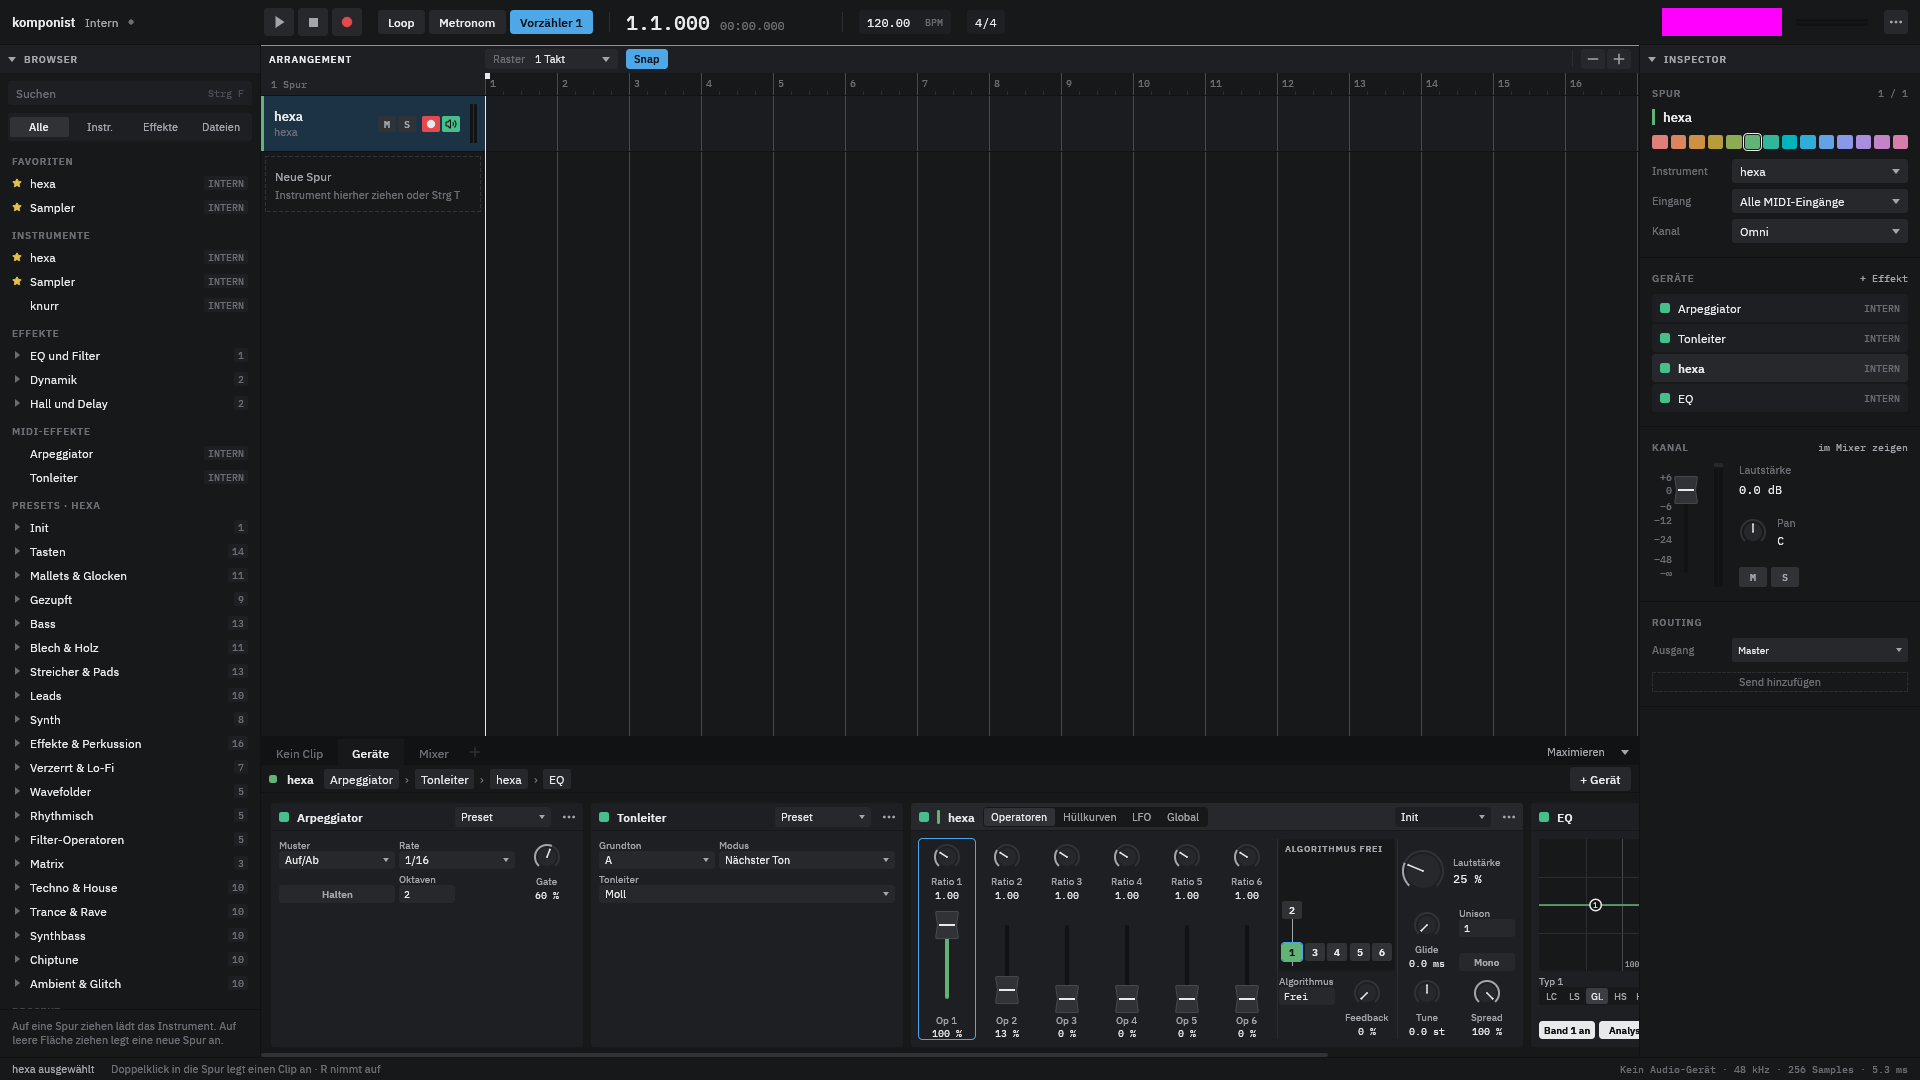 komponist Intern
Loop Metronom Vorzähler 1
1.1.000 00:00.000
120.00 BPM 4/4
BROWSER
Suchen Strg F
Alle Instr. Effekte Dateien
FAVORITEN
hexa INTERN
Sampler INTERN
INSTRUMENTE
hexa INTERN
Sampler INTERN
knurr INTERN
EFFEKTE
EQ und Filter 1
Dynamik 2
Hall und Delay 2
MIDI-EFFEKTE
Arpeggiator INTERN
Tonleiter INTERN
PRESETS · HEXA
Init 1
Tasten 14
Mallets & Glocken 11
Gezupft 9
Bass 13
Blech & Holz 11
Streicher & Pads 13
Leads 10
Synth 8
Effekte & Perkussion 16
Verzerrt & Lo-Fi 7
Wavefolder 5
Rhythmisch 5
Filter-Operatoren 5
Matrix 3
Techno & House 10
Trance & Rave 10
Synthbass 10
Chiptune 10
Ambient & Glitch 10
Auf eine Spur ziehen lädt das Instrument. Auf
leere Fläche ziehen legt eine neue Spur an.
ARRANGEMENT
Raster 1 Takt Snap
1 Spur
1 2 3 4 5 6 7 8 9 10 11 12 13 14 15 16
hexa
hexa
M S
Neue Spur
Instrument hierher ziehen oder Strg T
Kein Clip Geräte Mixer
Maximieren
hexa Arpeggiator › Tonleiter › hexa › EQ
+ Gerät
Arpeggiator Preset
Muster Rate
Auf/Ab 1/16
Oktaven
Halten 2
Gate
60 %
Tonleiter Preset
Grundton Modus
A Nächster Ton
Tonleiter
Moll
hexa Operatoren Hüllkurven LFO Global Init
Ratio 1 Ratio 2 Ratio 3 Ratio 4 Ratio 5 Ratio 6
1.00 1.00 1.00 1.00 1.00 1.00
Op 1 Op 2 Op 3 Op 4 Op 5 Op 6
100 % 13 % 0 % 0 % 0 % 0 %
ALGORITHMUS FREI
2
1 3 4 5 6
Algorithmus
Frei
Feedback
0 %
Lautstärke
25 %
Unison
1
Glide
0.0 ms
Mono
Tune
0.0 st
Spread
100 %
EQ
1
100
Typ 1
LC LS GL HS
Band 1 an Analys
INSPECTOR
SPUR 1 / 1
hexa
Instrument hexa
Eingang Alle MIDI-Eingänge
Kanal Omni
GERÄTE + Effekt
Arpeggiator INTERN
Tonleiter INTERN
hexa INTERN
EQ INTERN
KANAL im Mixer zeigen
+6
0
−6
−12
−24
−48
−∞
Lautstärke
0.0 dB
Pan
C
M S
ROUTING
Ausgang Master
Send hinzufügen
hexa ausgewählt Doppelklick in die Spur legt einen Clip an · R nimmt auf
Kein Audio-Gerät · 48 kHz · 256 Samples · 5.3 ms